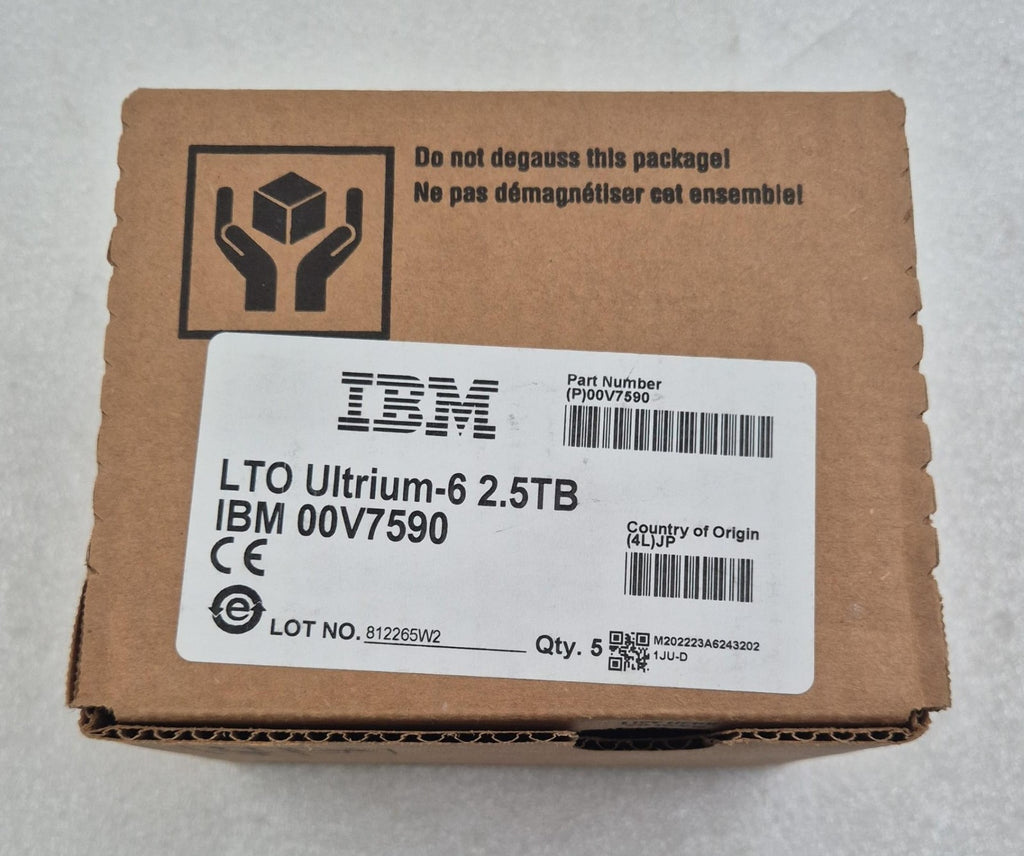 Do not degauss this package!
Ne pas démagnétiser cet ensemble!
IBM
Part Number
(P)00V7590
LTO Ultrium-6 2.5TB
IBM 00V7590
CE
Country of Origin
(4L)JP
e
LOT NO. 812265W2
Qty. 5
M202223A6243202
1JU-D